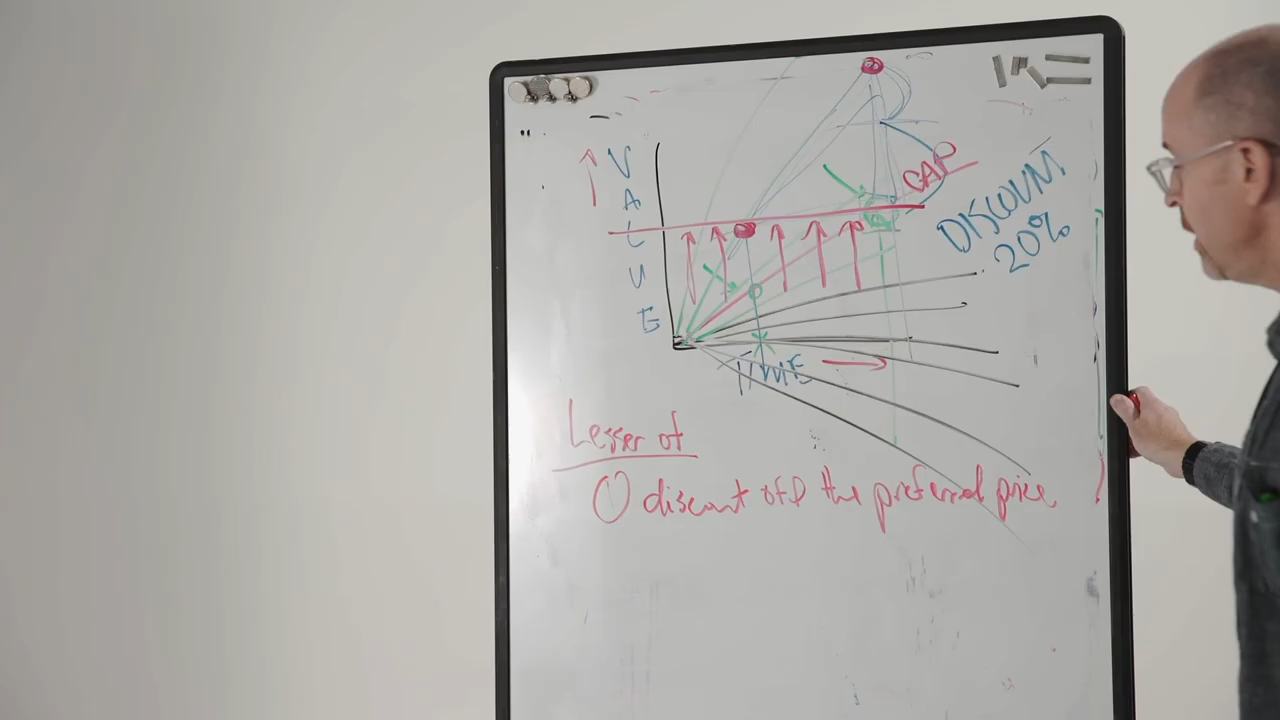 VALUE
CAP
DISCOUNT
20%
TIME
Lesser of
① discount off the preferred price